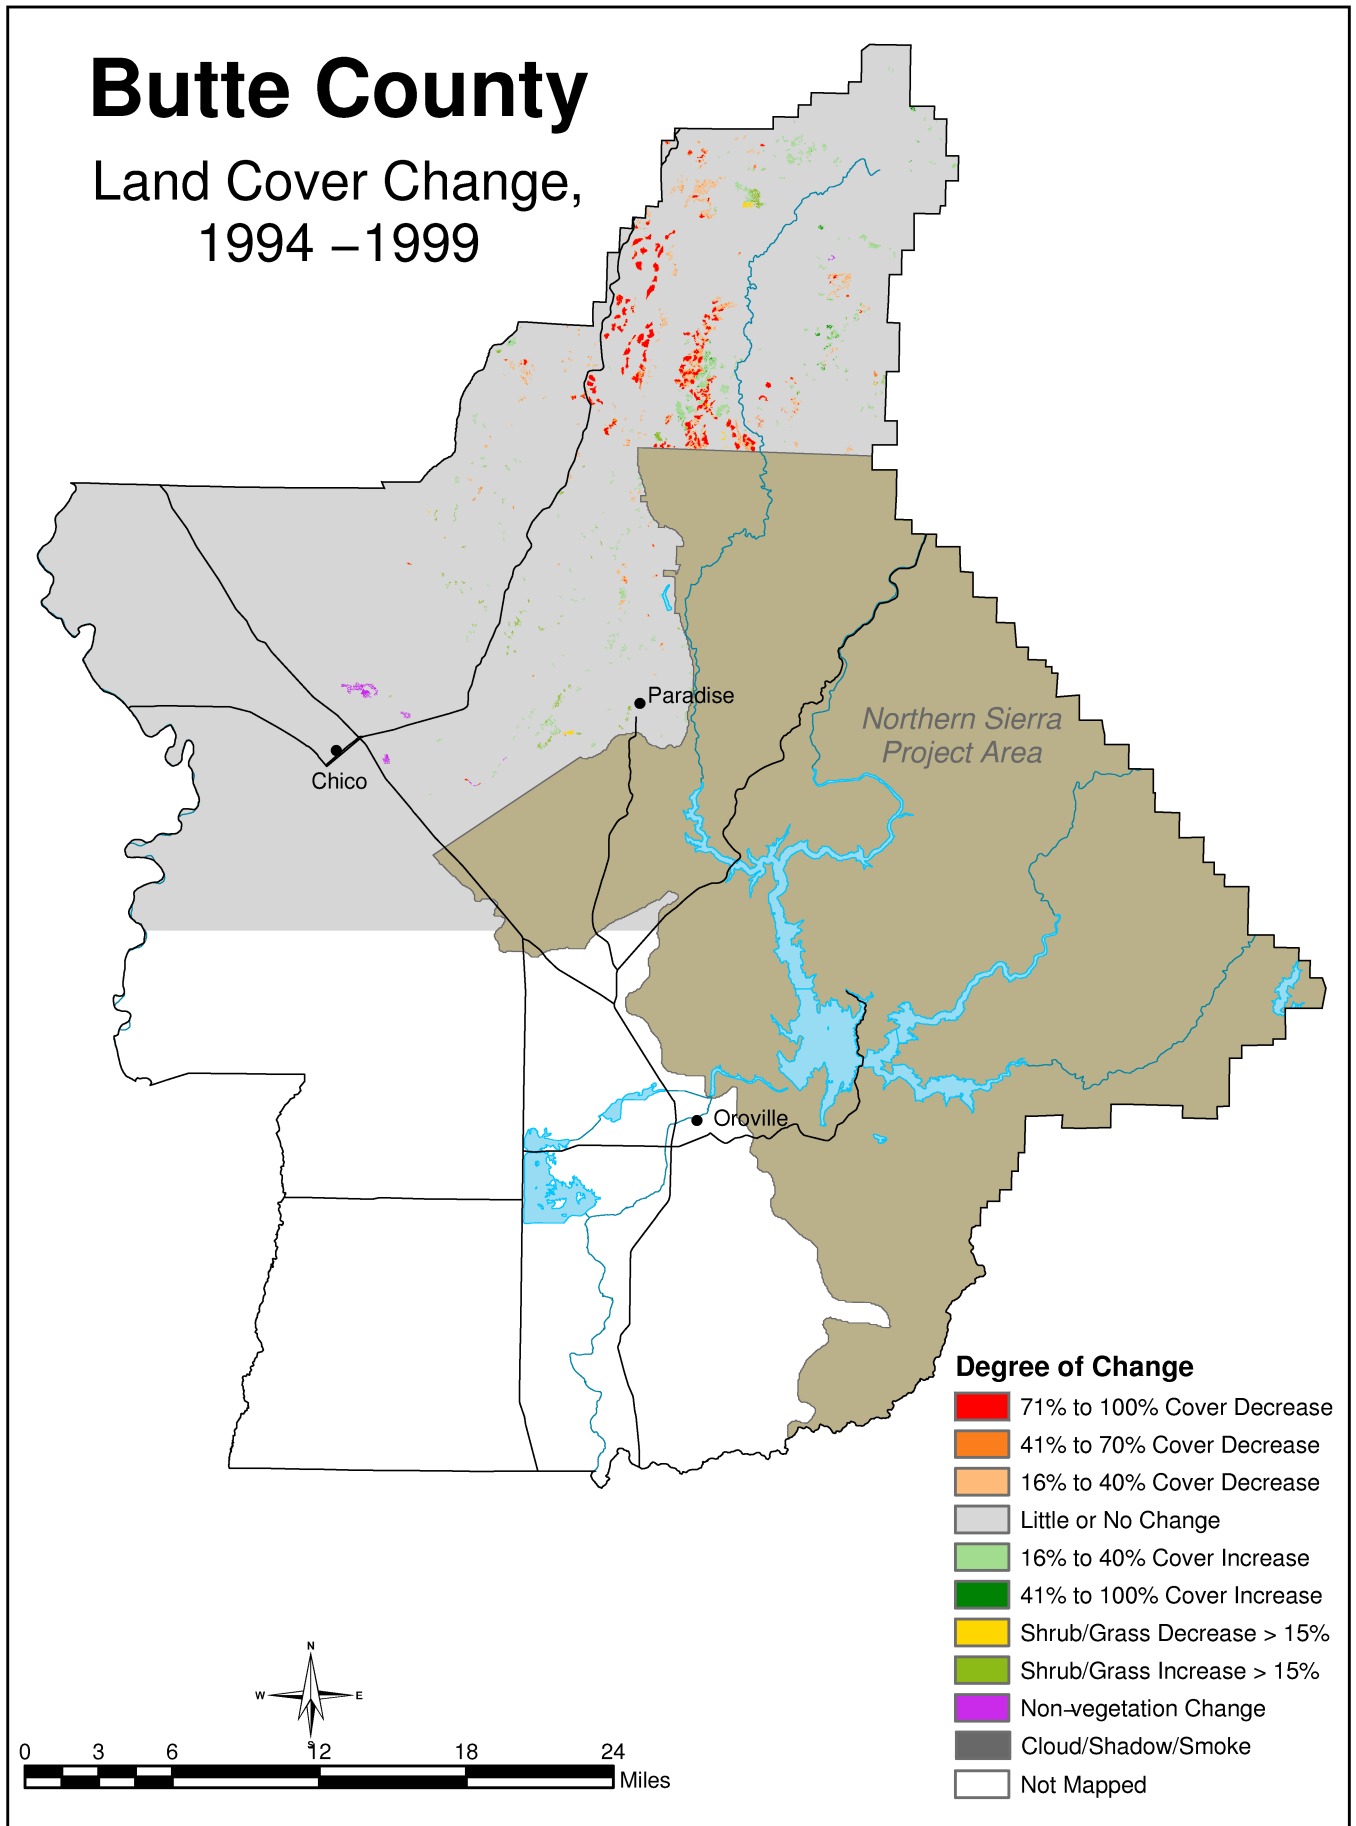 Butte County
Land Cover Change,
1994 –1999
Paradise
Northern Sierra
Project Area
Chico
Oroville
Degree of Change
71% to 100% Cover Decrease
41% to 70% Cover Decrease
16% to 40% Cover Decrease
Little or No Change
16% to 40% Cover Increase
41% to 100% Cover Increase
Shrub/Grass Decrease > 15%
Shrub/Grass Increase > 15%
Non–vegetation Change
Cloud/Shadow/Smoke
Not Mapped
N
W E
S
0 3 6 12 18 24
Miles